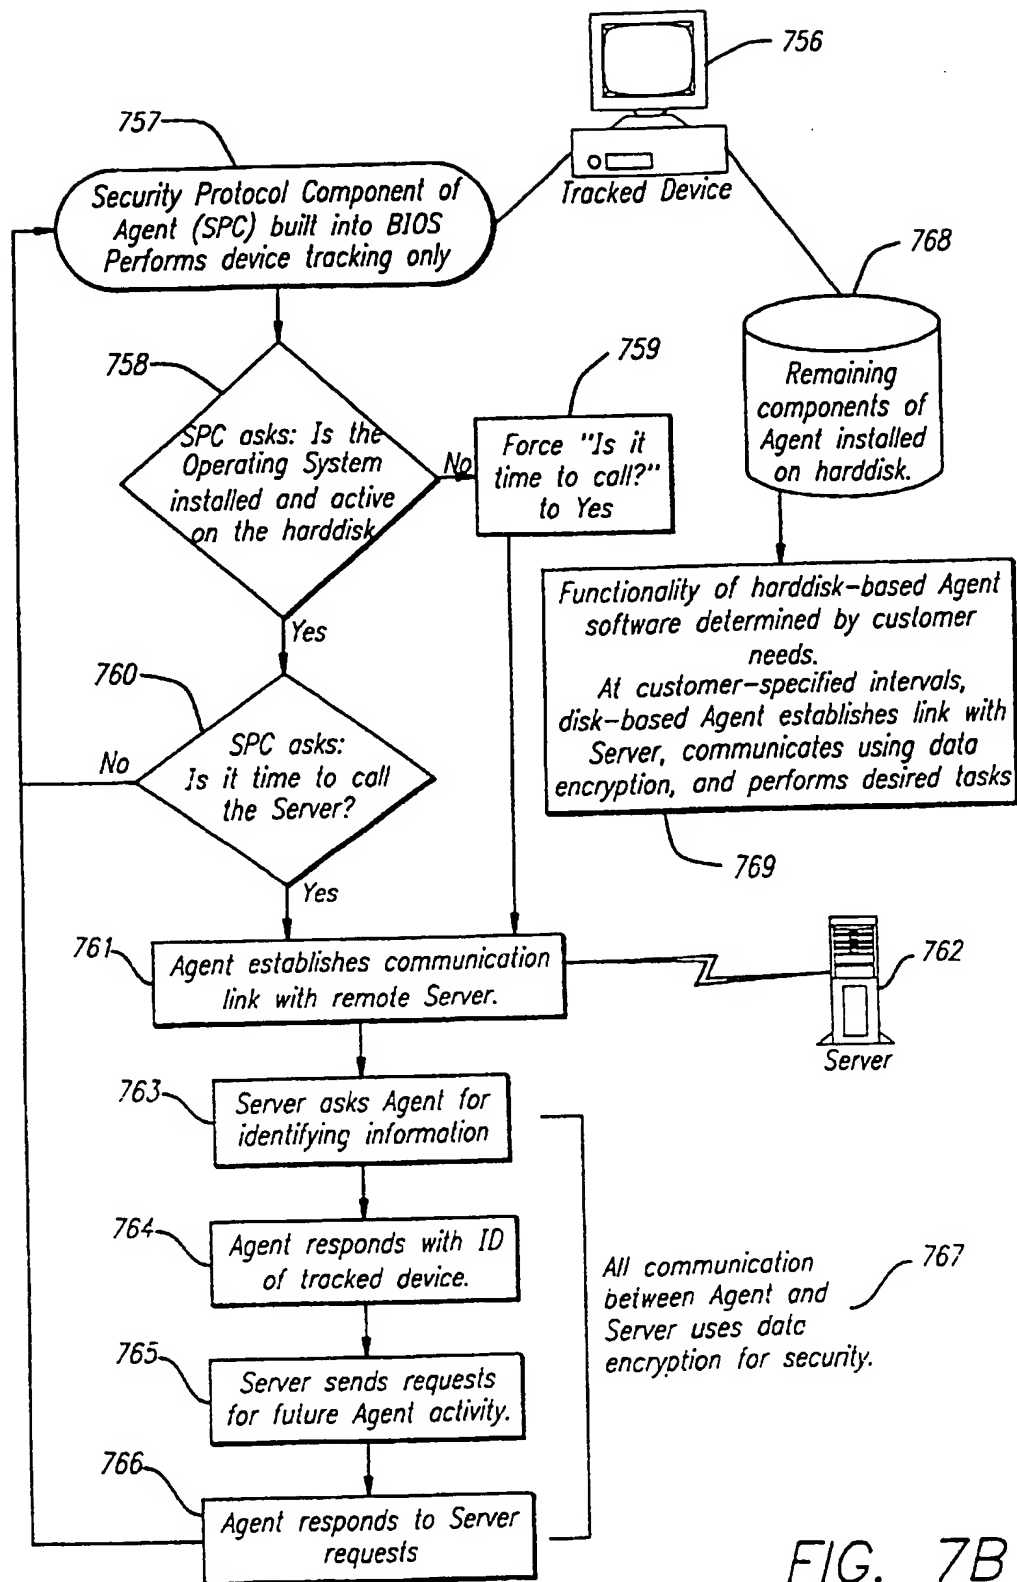 756
757
Security Protocol Component of
Agent (SPC) built into BIOS
Performs device tracking only
Tracked Device
768
Remaining
components of
Agent installed
on harddisk.
758
SPC asks: Is the
Operating System
installed and active
on the harddisk
No
759
Force "Is it
time to call?"
to Yes
Yes
Functionality of harddisk-based Agent
software determined by customer
needs.
At customer-specified intervals,
disk-based Agent establishes link with
Server, communicates using data
encryption, and performs desired tasks
769
760
SPC asks:
Is it time to call
the Server?
No
Yes
761
Agent establishes communication
link with remote Server.
762
Server
763
Server asks Agent for
identifying information
764
Agent responds with ID
of tracked device.
765
Server sends requests
for future Agent activity.
766
Agent responds to Server
requests
All communication
between Agent and
Server uses data
encryption for security.
767
FIG. 7B